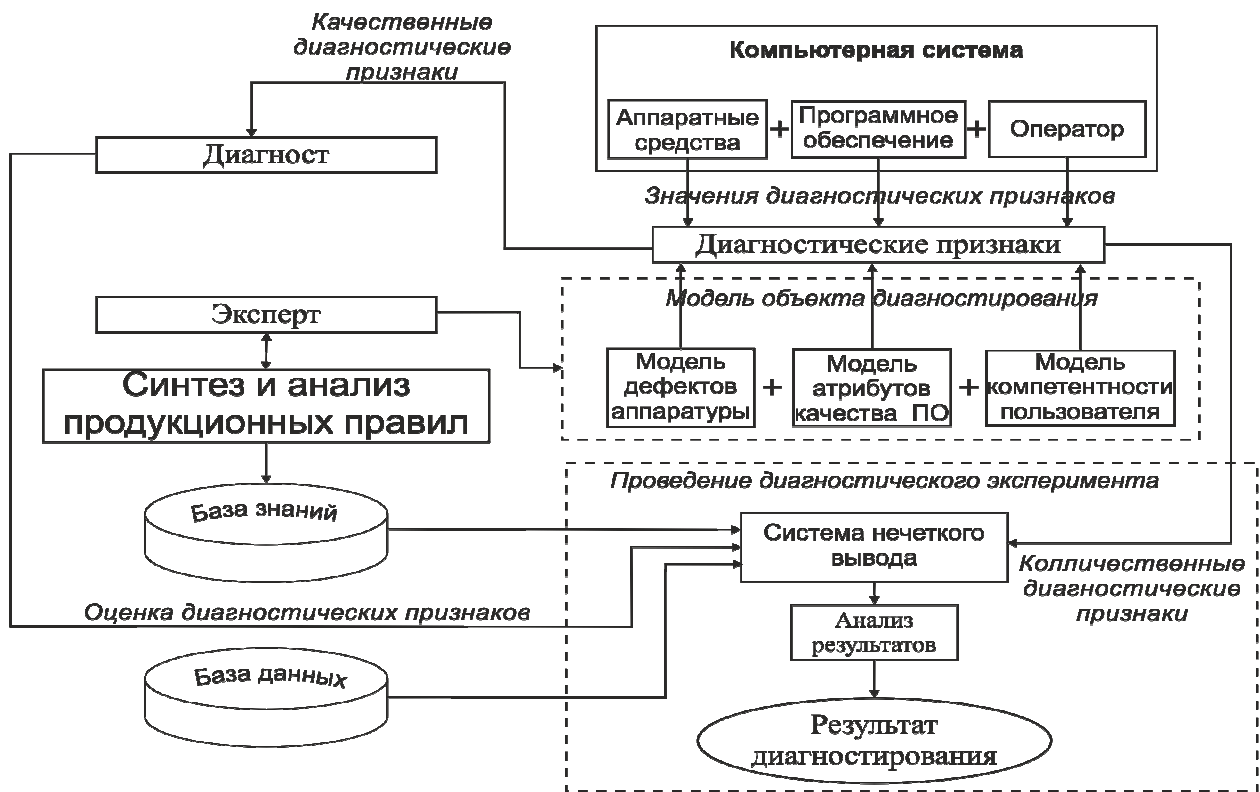 Качественные
диагностические
признаки
Компьютерная система
Аппаратные
средства
+
Программное
обеспечение
+
Оператор
Диагност
Значения диагностических признаков
Диагностические признаки
Модель объекта диагностирования
Эксперт
Модель
дефектов
аппаратуры
+
Модель
атрибутов
качества ПО
+
Модель
компетентности
пользователя
Синтез и анализ
продукционных правил
Проведение диагностического эксперимента
База знаний
Система нечеткого
вывода
Колличественные
диагностические
признаки
Оценка диагностических признаков
Анализ
результатов
База данных
Результат
диагностирования